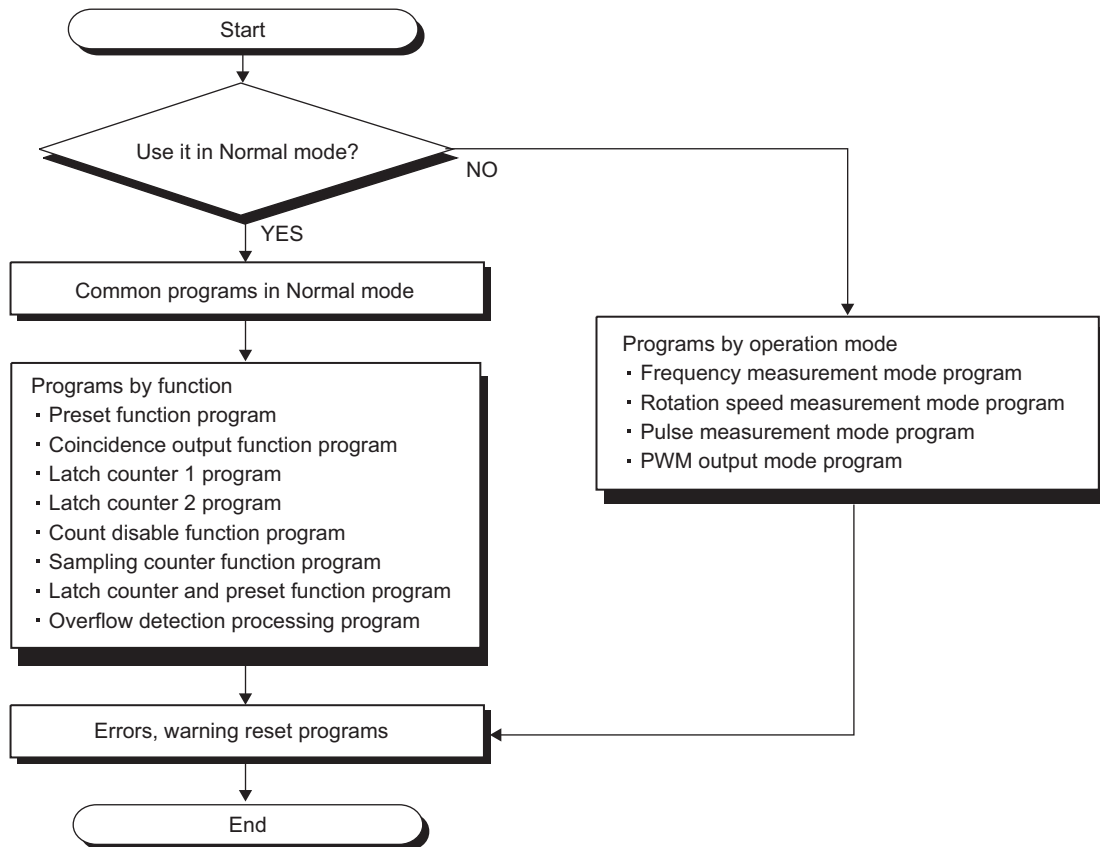 Start
Use it in Normal mode?
NO
YES
Common programs in Normal mode
Programs by function
・Preset function program
・Coincidence output function program
・Latch counter 1 program
・Latch counter 2 program
・Count disable function program
・Sampling counter function program
・Latch counter and preset function program
・Overflow detection processing program
Programs by operation mode
・Frequency measurement mode program
・Rotation speed measurement mode program
・Pulse measurement mode program
・PWM output mode program
Errors, warning reset programs
End